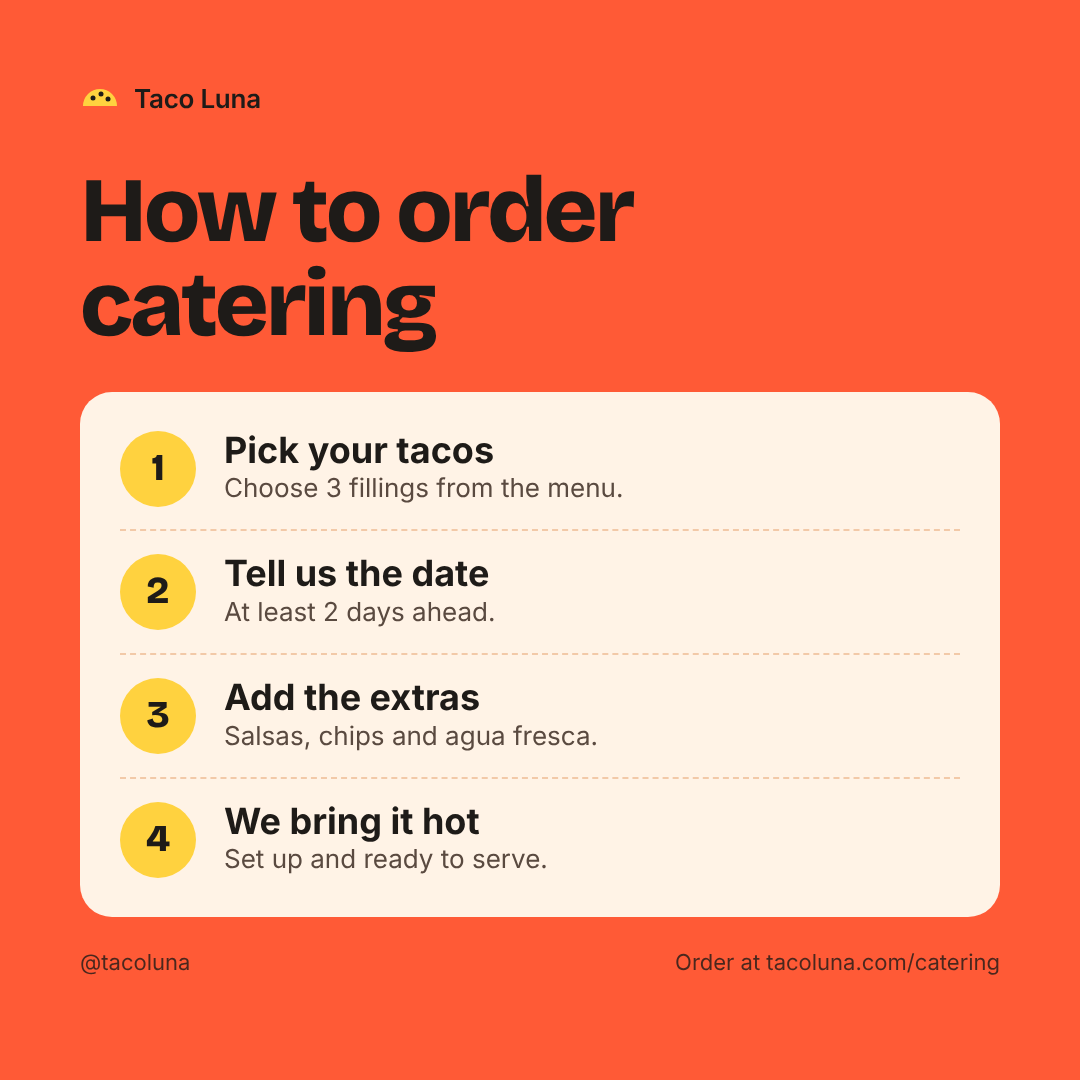 Taco Luna
How to order
catering
1
Pick your tacos
Choose 3 fillings from the menu.
2
Tell us the date
At least 2 days ahead.
3
Add the extras
Salsas, chips and agua fresca.
4
We bring it hot
Set up and ready to serve.
@tacoluna
Order at tacoluna.com/catering